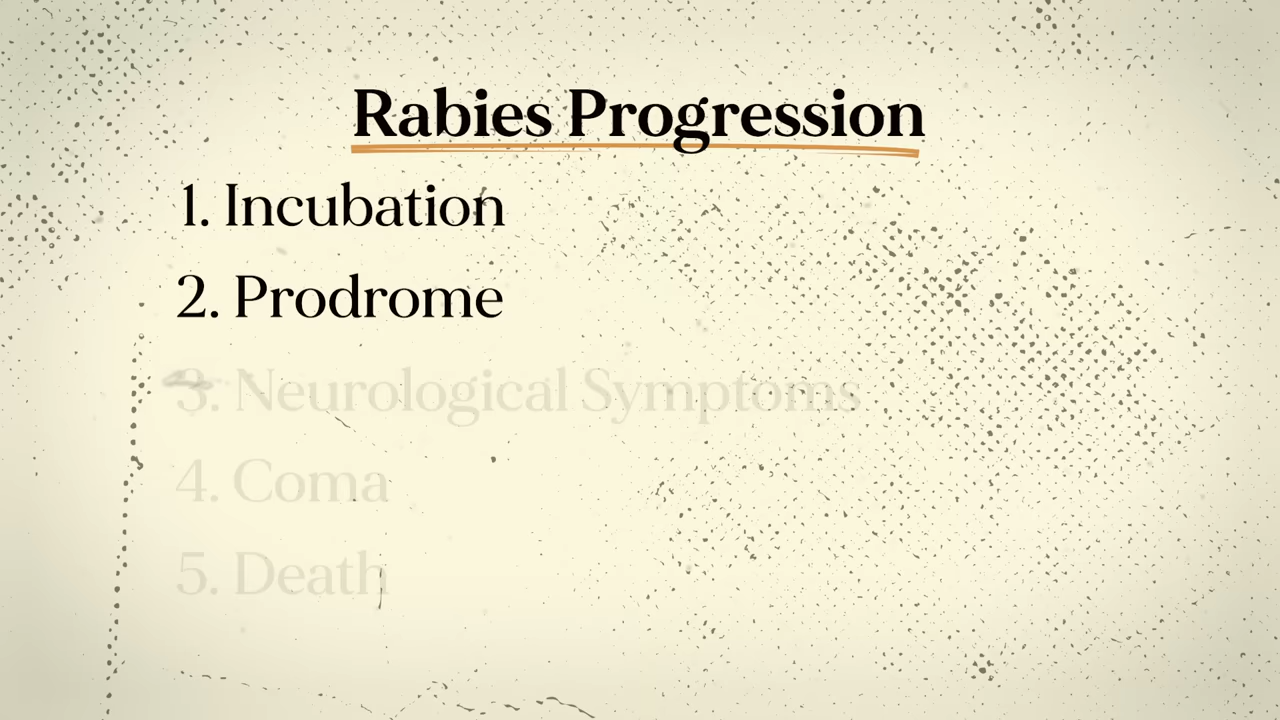 Rabies Progression
1. Incubation
2. Prodrome
3. Neurological Symptoms
4. Coma
5. Death